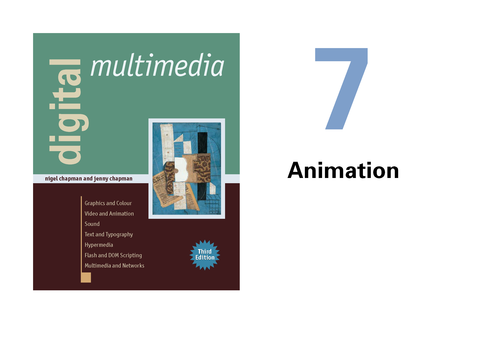 digital
multimedia
nigel chapman and jenny chapman
Graphics and Colour
Video and Animation
Sound
Text and Typography
Hypermedia
Flash and DOM Scripting
Multimedia and Networks
Third
Edition
7
Animation